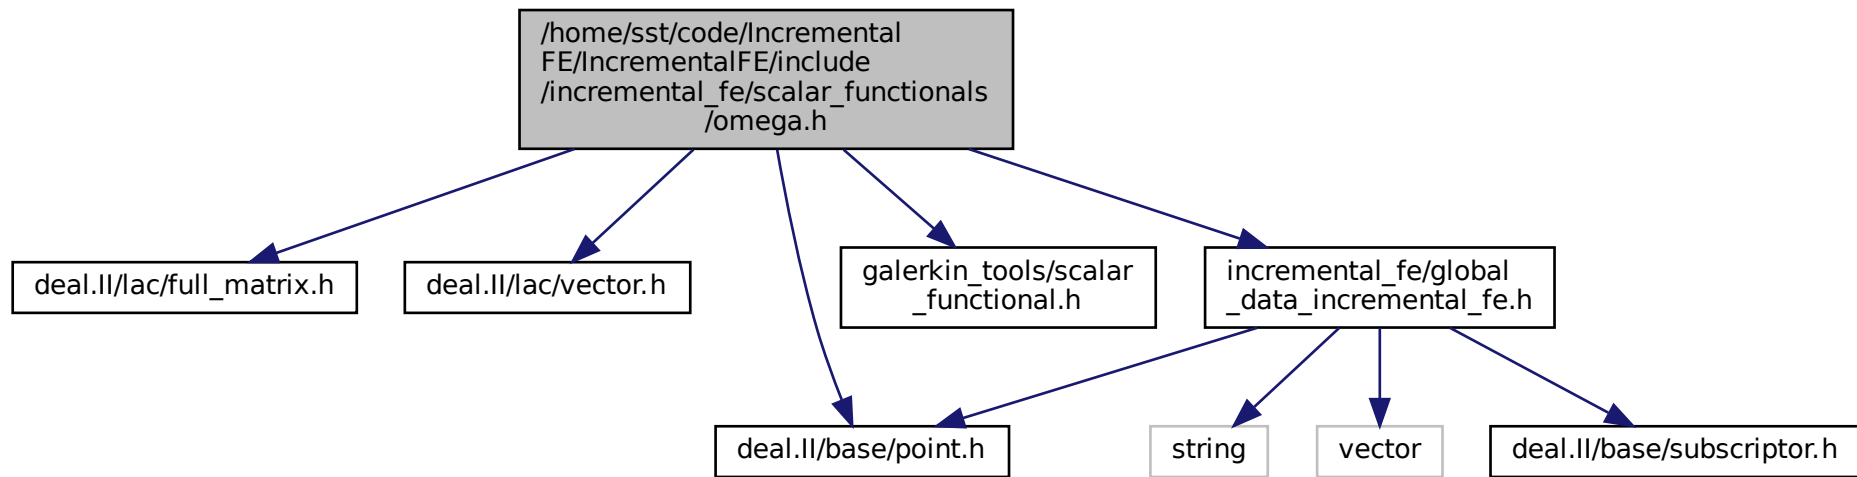 /home/sst/code/Incremental
FE/IncrementalFE/include
/incremental_fe/scalar_functionals
/omega.h
deal.II/lac/full_matrix.h
deal.II/lac/vector.h
galerkin_tools/scalar
_functional.h
incremental_fe/global
_data_incremental_fe.h
deal.II/base/point.h
string
vector
deal.II/base/subscriptor.h